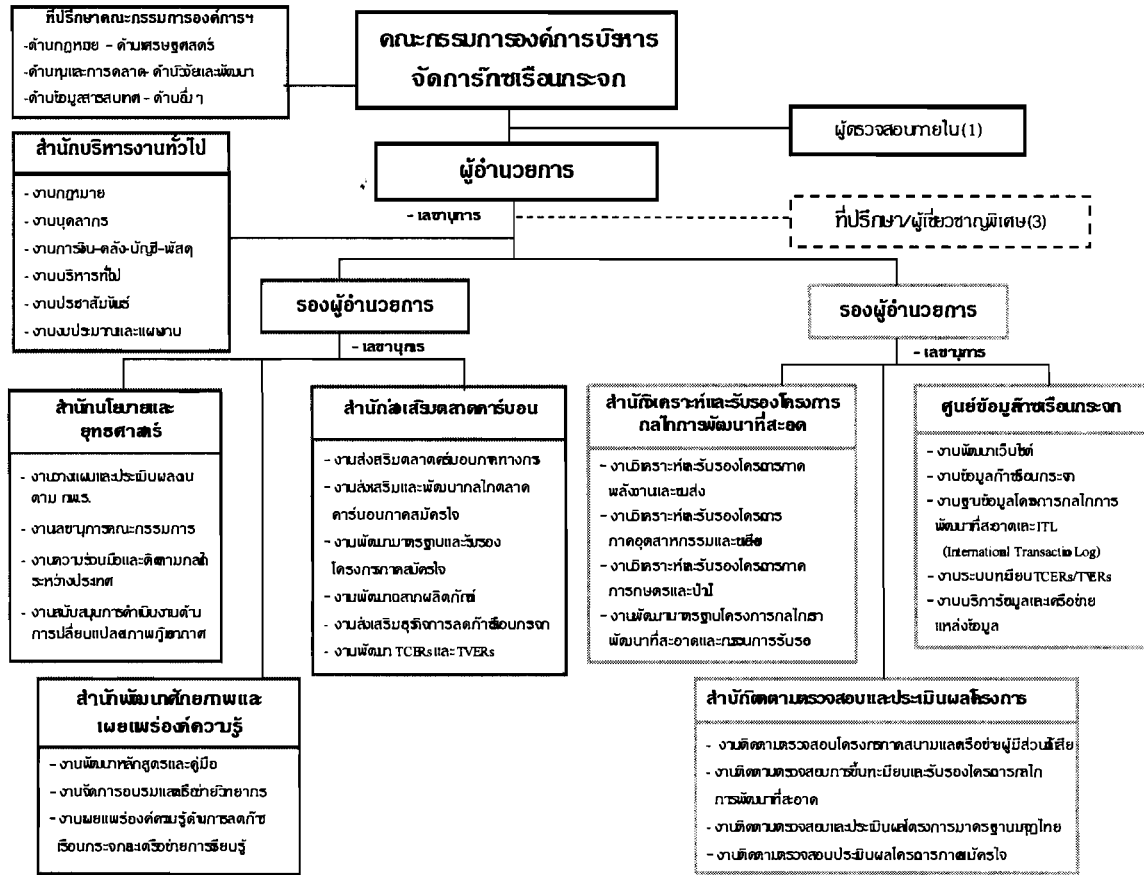 ที่ปรึกษาคณะกรรมการองค์การฯ
-ด้านกฎหมาย – ด้านเศรษฐศาสตร์
-ด้านทุนและการตลาด- ด้านวิจัยและพัฒนา
-ด้านข้อมูลสารสนเทศ – ด้านอื่นๆ
คณะกรรมการองค์การบริหาร
จัดการก๊าซเรือนกระจก
ผู้ตรวจสอบภายใน(1)
ผู้อำนวยการ
- เลขานุการ
ที่ปรึกษา/ผู้เชี่ยวชาญพิเศษ(3)
สำนักบริหารงานทั่วไป
- งานกฎหมาย
- งานบุคลากร
- งานการเงิน-คลัง-บัญชี-พัสดุ
- งานบริหารทั่วไป
- งานประชาสัมพันธ์
- งานงบประมาณและแผนงาน
รองผู้อำนวยการ
- เลขานุการ
รองผู้อำนวยการ
- เลขานุการ
สำนักนโยบายและ
ยุทธศาสตร์
- งานวางแผนและประเมินผลงาน
ตาม กพร.
- งานเลขานุการคณะกรรมการ
- งานความร่วมมือและติดตามกลไก
ระหว่างประเทศ
- งานสนับสนุนการดำเนินงานด้าน
การเปลี่ยนแปลงสภาพภูมิอากาศ
สำนักส่งเสริมตลาดคาร์บอน
- งานส่งเสริมตลาดคาร์บอนภาคทางการ
- งานส่งเสริมและพัฒนากลไกตลาด
คาร์บอนภาคสมัครใจ
- งานพัฒนามาตรฐานและรับรอง
โครงการภาคสมัครใจ
- งานพัฒนาฉลากผลิตภัณฑ์
- งานส่งเสริมธุรกิจการลดก๊าซเรือนกระจก
- งานพัฒนา TCERs และ TVERs
สำนักวิเคราะห์และรับรองโครงการ
กลไกการพัฒนาที่สะอาด
- งานวิเคราะห์และรับรองโครงการภาค
พลังงานและขนส่ง
- งานวิเคราะห์และรับรองโครงการ
ภาคอุตสาหกรรมและของเสีย
- งานวิเคราะห์และรับรองโครงการภาค
การเกษตรและป่าไม้
- งานพัฒนามาตรฐานโครงการกลไกการ
พัฒนาที่สะอาดและกระบวนการรับรอง
ศูนย์ข้อมูลก๊าซเรือนกระจก
- งานพัฒนาเว็บไซต์
- งานข้อมูลก๊าซเรือนกระจก
- งานฐานข้อมูลโครงการกลไกการ
พัฒนาที่สะอาดและ ITL
(International Transaction Log)
- งานระบบทะเบียน TCERs/TVERs
- งานบริการข้อมูลและเครือข่าย
แหล่งข้อมูล
สำนักพัฒนาศักยภาพและ
เผยแพร่องค์ความรู้
- งานพัฒนาหลักสูตรและคู่มือ
- งานจัดการอบรมและเครือข่ายวิทยากร
- งานเผยแพร่องค์ความรู้ด้านการลดก๊าซ
เรือนกระจกและเครือข่ายการเรียนรู้
สำนักติดตามตรวจสอบและประเมินผลโครงการ
- งานติดตามตรวจสอบโครงการภาคสนามและเครือข่ายผู้มีส่วนได้เสีย
- งานติดตามตรวจสอบการขึ้นทะเบียนและรับรองโครงการกลไก
การพัฒนาที่สะอาด
- งานติดตามตรวจสอบและประเมินผลโครงการมาตรฐานมงกุฎไทย
- งานติดตามตรวจสอบประเมินผลโครงการภาคสมัครใจ